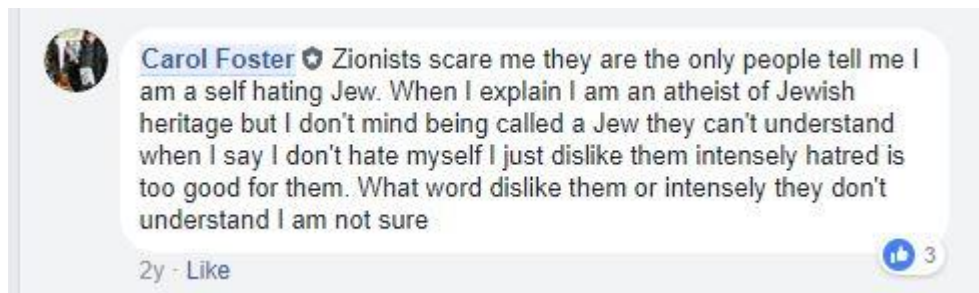 Carol Foster Zionists scare me they are the only people tell me I
am a self hating Jew. When I explain I am an atheist of Jewish
heritage but I don't mind being called a Jew they can't understand
when I say I don't hate myself I just dislike them intensely hatred is
too good for them. What word dislike them or intensely they don't
understand I am not sure
3
2y · Like